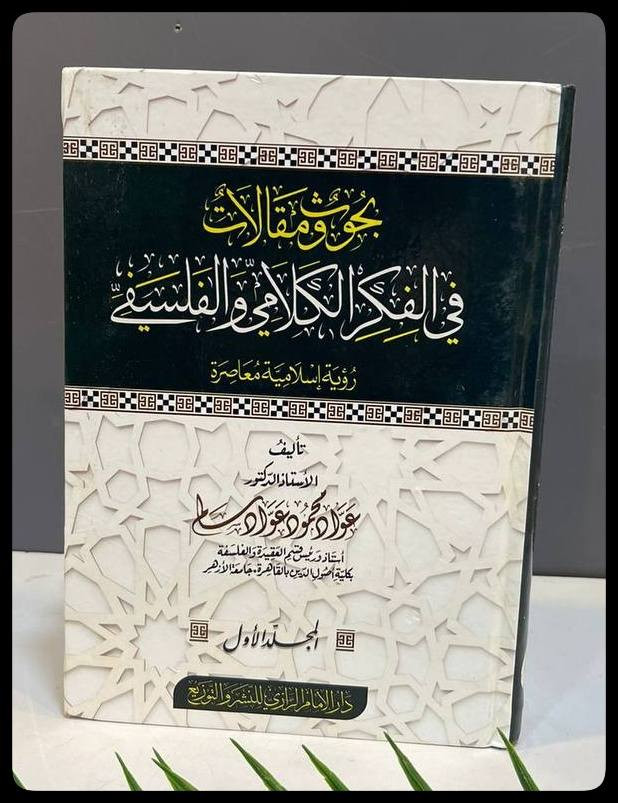 بحوث ومقالات
في الفكر الكلامي والفلسفي
رؤية إسلامية معاصرة
تأليف
الأستاذ الدكتور
عواد محمود عواد سالم
أستاذ ورئيس قسم العقيدة والفلسفة
بكلية أصول الدين بالقاهرة، جامعة الأزهر
المجلد الأول
دار الإمام الرازي للنشر والتوزيع